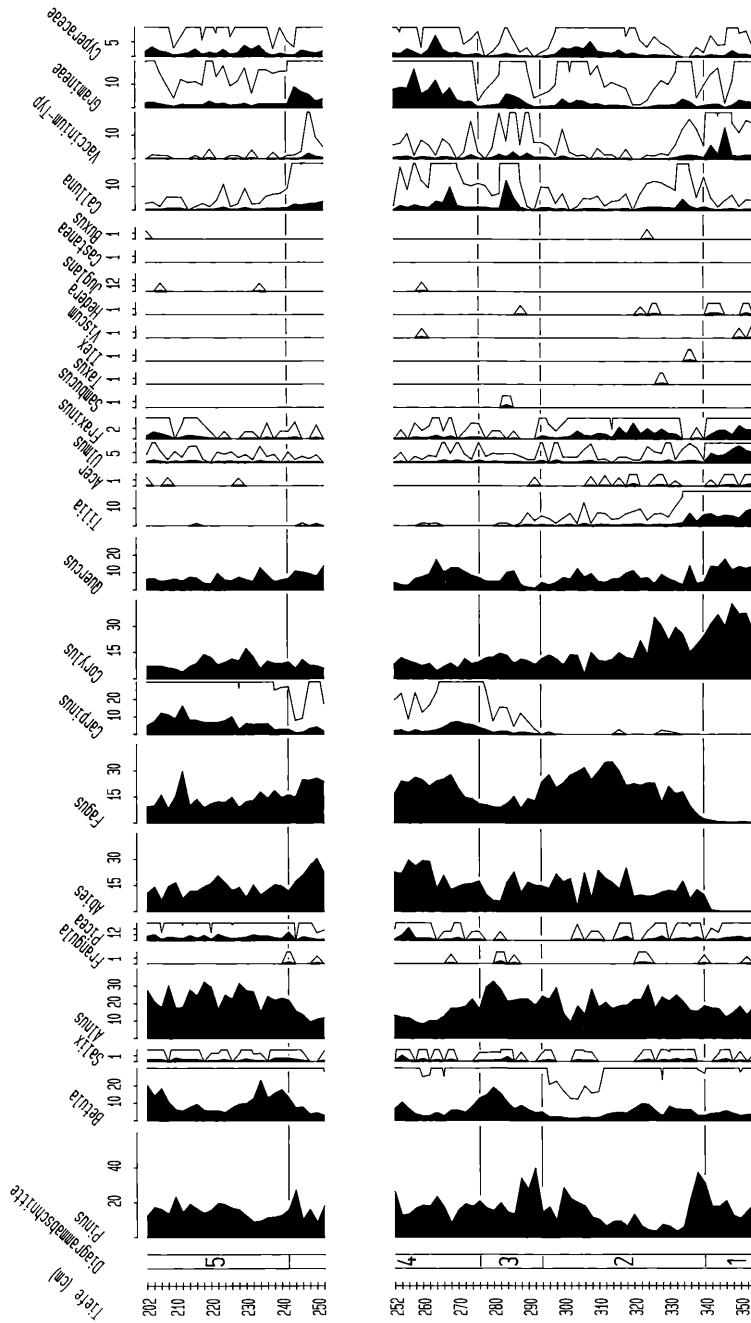 Cyperaceae
5
Gramineae
10
Vaccinium-Typ
10
Calluna
10
Buxus
1
Castanea
1
Juglans
12
Hedera
1
Viscum
1
Ilex
1
Taxus
1
Sambucus
1
Fraxinus
2
Ulmus
5
Acer
1
Tilia
10
Quercus
10 20
Corylus
15 30
Carpinus
10 20
Fagus
15 30
Abies
15 30
Picea
12
Frangula
1
Alnus
10 20 30
Salix
1
Betula
10 20
Pinus
20 40
Diagrammabschnitte
5 4 3 2 1
Tiefe (cm)
202 210 220 230 240 250 252 260 270 280 290 300 310 320 330 340 350